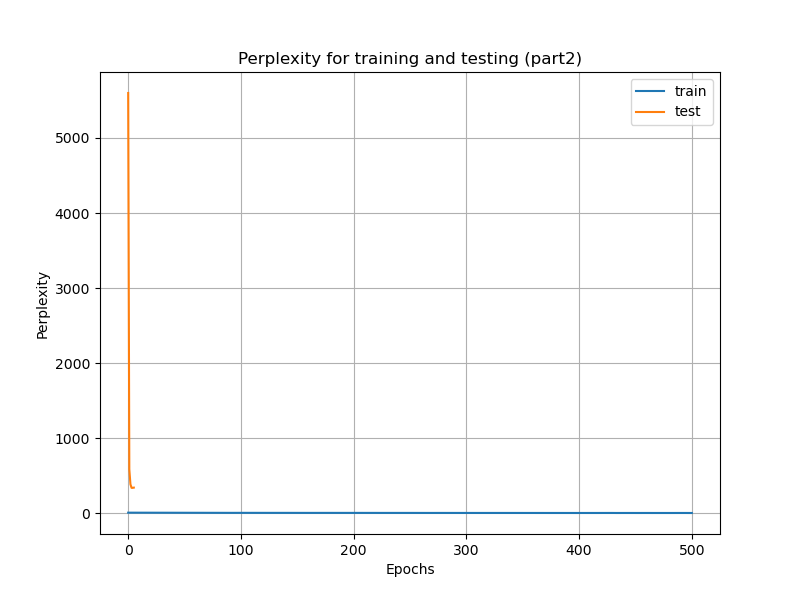 Perplexity for training and testing (part2)
train
test
5000
4000
3000
2000
1000
0
Perplexity
0 100 200 300 400 500
Epochs